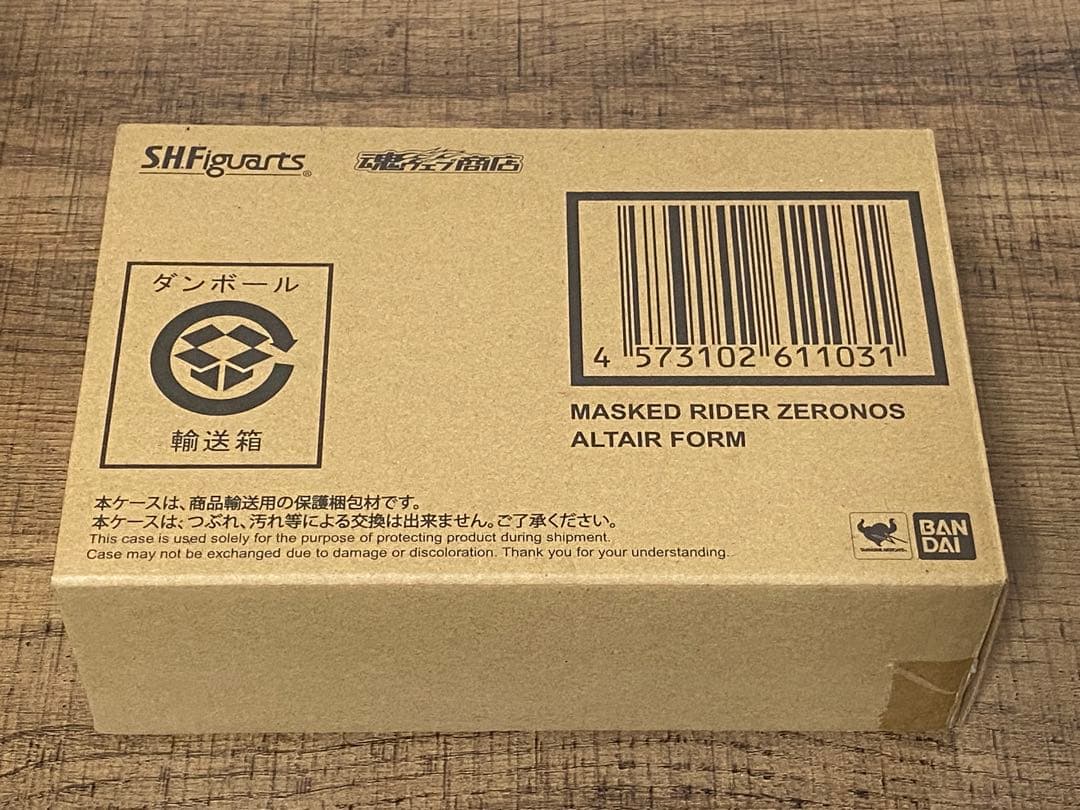 S.H.Figuarts®
魂ウェブ商店
ダンボール
輸送箱
4 573102 611031
MASKED RIDER ZERONOS
ALTAIR FORM
本ケースは、商品輸送用の保護梱包材です。
本ケースは、つぶれ、汚れ等による交換は出来ません。ご了承ください。
This case is used solely for the purpose of protecting product during shipment.
Case may not be exchanged due to damage or discoloration. Thank you for your understanding.
BAN
DAI